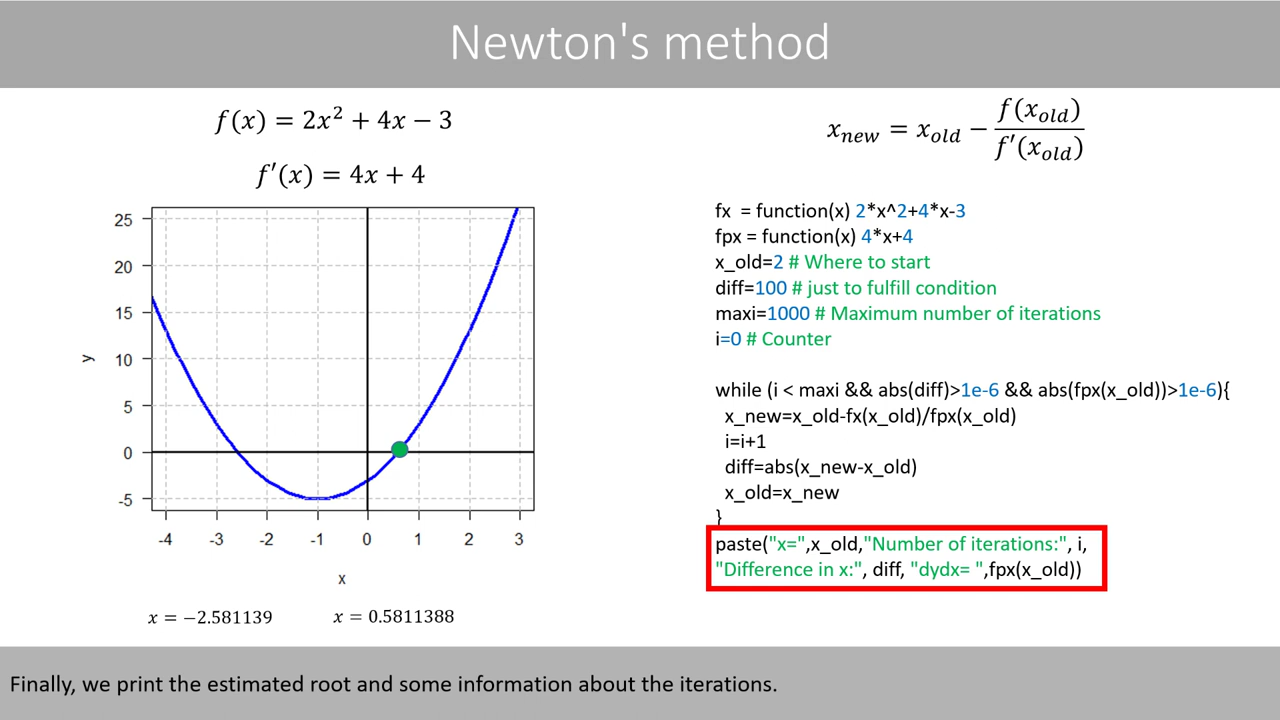 Newton's method
f(x) = 2x² + 4x − 3
f′(x) = 4x + 4
x_new = x_old − f(x_old)/f′(x_old)
25
20
15
10
5
0
-5
y
-4 -3 -2 -1 0 1 2 3
x
x = −2.581139 x = 0.5811388
fx = function(x) 2*x^2+4*x-3
fpx = function(x) 4*x+4
x_old=2 # Where to start
diff=100 # just to fulfill condition
maxi=1000 # Maximum number of iterations
i=0 # Counter
while (i < maxi && abs(diff)>1e-6 && abs(fpx(x_old))>1e-6){
x_new=x_old-fx(x_old)/fpx(x_old)
i=i+1
diff=abs(x_new-x_old)
x_old=x_new
}
paste("x=",x_old,"Number of iterations:", i,
"Difference in x:", diff, "dydx= ",fpx(x_old))
Finally, we print the estimated root and some information about the iterations.